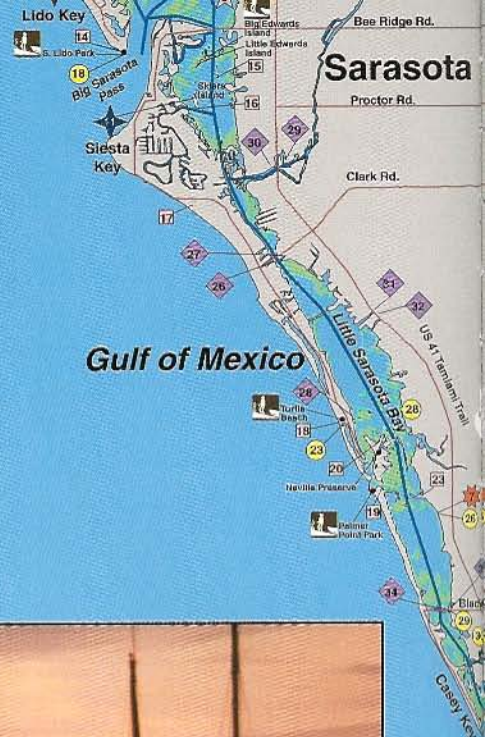 Lido Key
14
S. Lido Park
18
Big Sarasota
Pass
Big Edwards
Island
Little Edwards
Island
15
Bee Ridge Rd.
Sarasota
Siders
Island
16
Proctor Rd.
Siesta
Key
30
29
Clark Rd.
17
27
26
31
32
US 41 Tamiami Trail
Gulf of Mexico
Little Sarasota Bay
28
Turtle
Beach
18
23
28
20
Neville Preserve
23
19
7
26
Palmer
Point Park
34
29
Casey Key